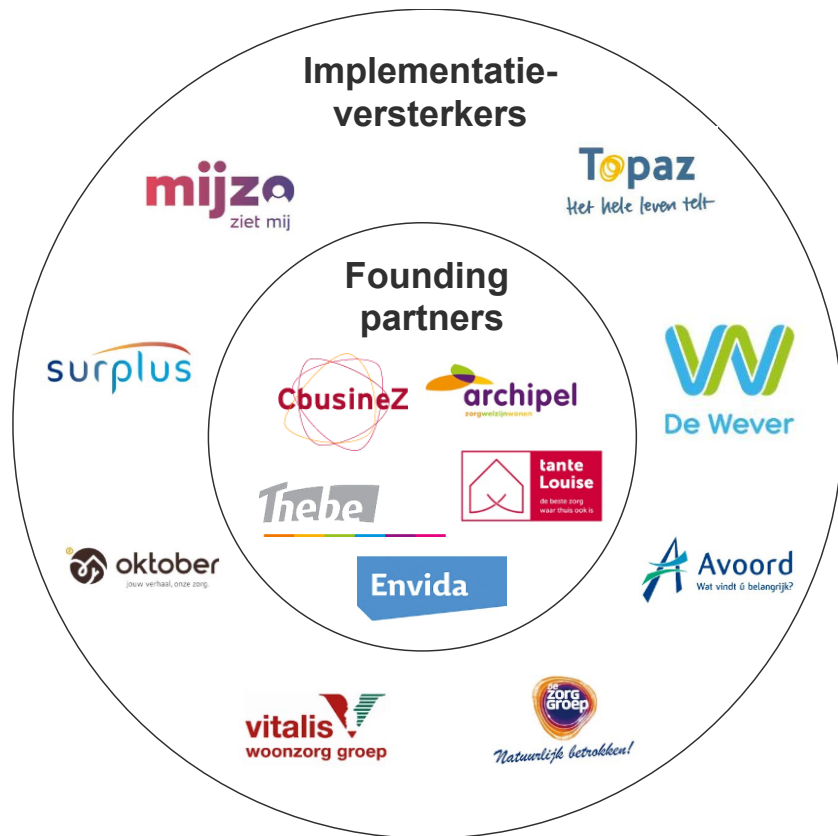 Implementatie-
versterkers
mijzo
ziet mij
Topaz
Het hele leven telt
Founding
partners
surplus
CbusineZ
archipel
zorgwelzijnwonen
De Wever
Thebe
tante
Louise
de beste zorg
waar thuis ook is
oktober
jouw verhaal, onze zorg.
Envida
Avoord
Wat vindt ú belangrijk?
vitalis
woonzorg groep
de
zorg
groep
Natuurlijk betrokken!